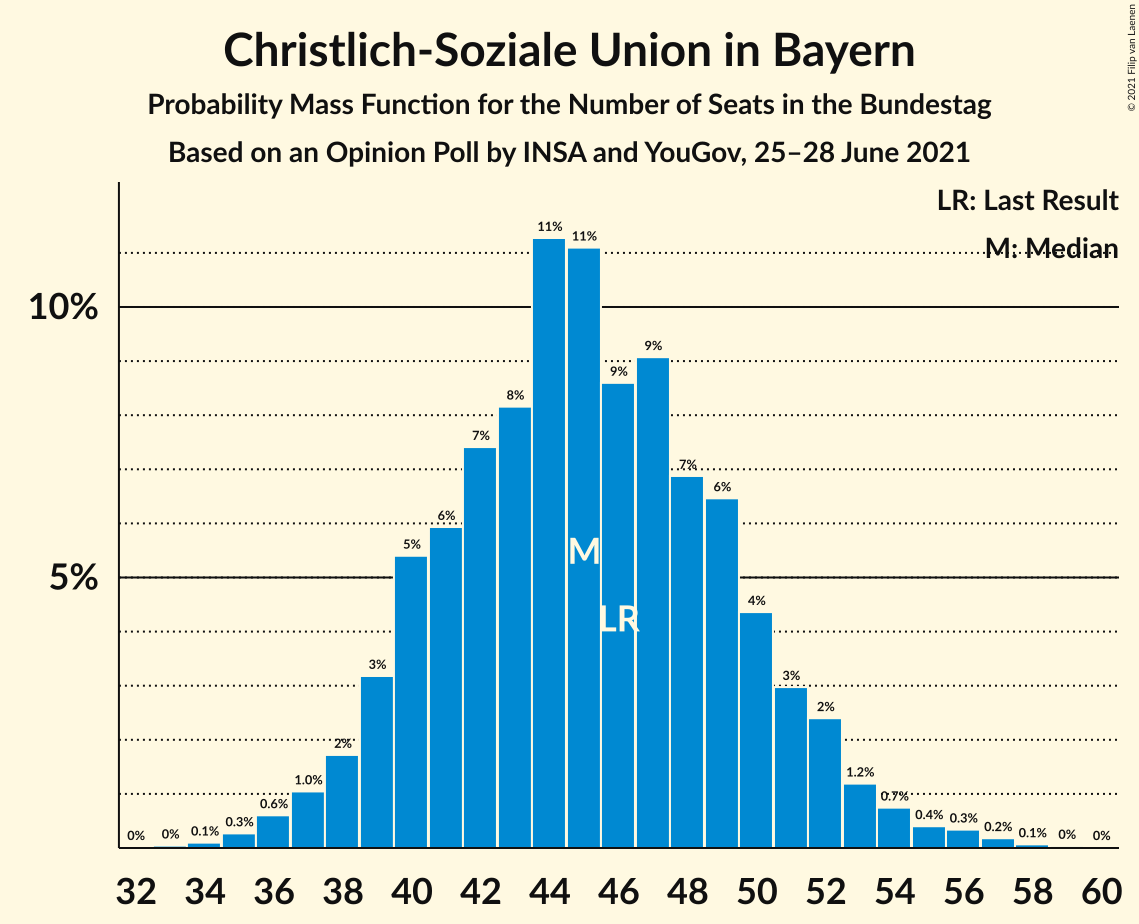 Christlich-Soziale Union in Bayern
Probability Mass Function for the Number of Seats in the Bundestag
Based on an Opinion Poll by INSA and YouGov, 25–28 June 2021
© 2021 Filip van Laenen
LR: Last Result
M: Median
10%
5%
0% 0% 0.1% 0.3% 0.6% 1.0% 2% 3% 5% 6% 7% 8% 11% 11% 9% 9% 7% 6% 4% 3% 2% 1.2% 0.7% 0.4% 0.3% 0.2% 0.1% 0% 0%
M
LR
32 34 36 38 40 42 44 46 48 50 52 54 56 58 60